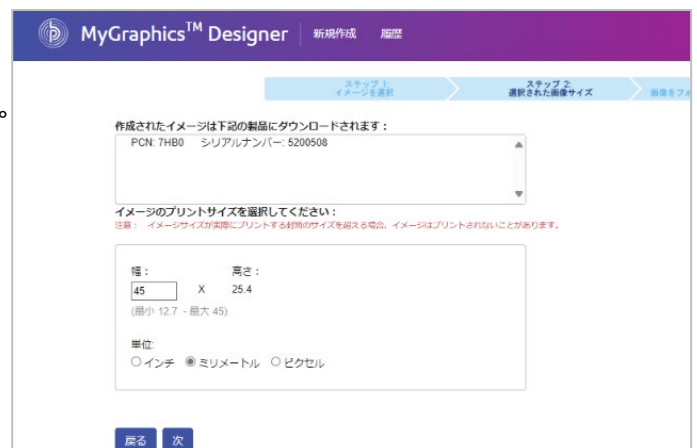 MyGraphics™ Designer 新規作成 履歴
ステップ 1:
イメージを選択
ステップ 2:
選択された画像サイズ
画像をフォ
。
作成されたイメージは下記の製品にダウンロードされます：
PCN: 7HB0 シリアルナンバー: 5200508
イメージのプリントサイズを選択してください：
注意： イメージサイズが実際にプリントする封筒のサイズを超える場合、イメージはプリントされないことがあります。
幅： 高さ：
45 X 25.4
(最小 12.7 - 最大 45)
単位:
インチ ミリメートル ピクセル
戻る 次